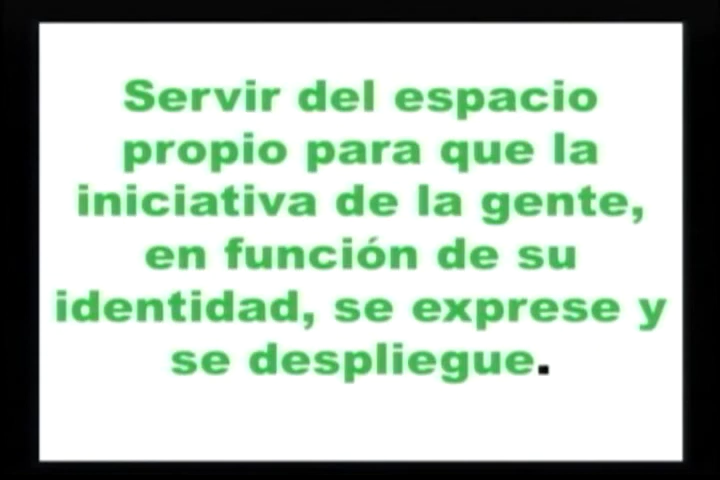 Servir del espacio
propio para que la
iniciativa de la gente,
en función de su
identidad, se exprese y
se despliegue.